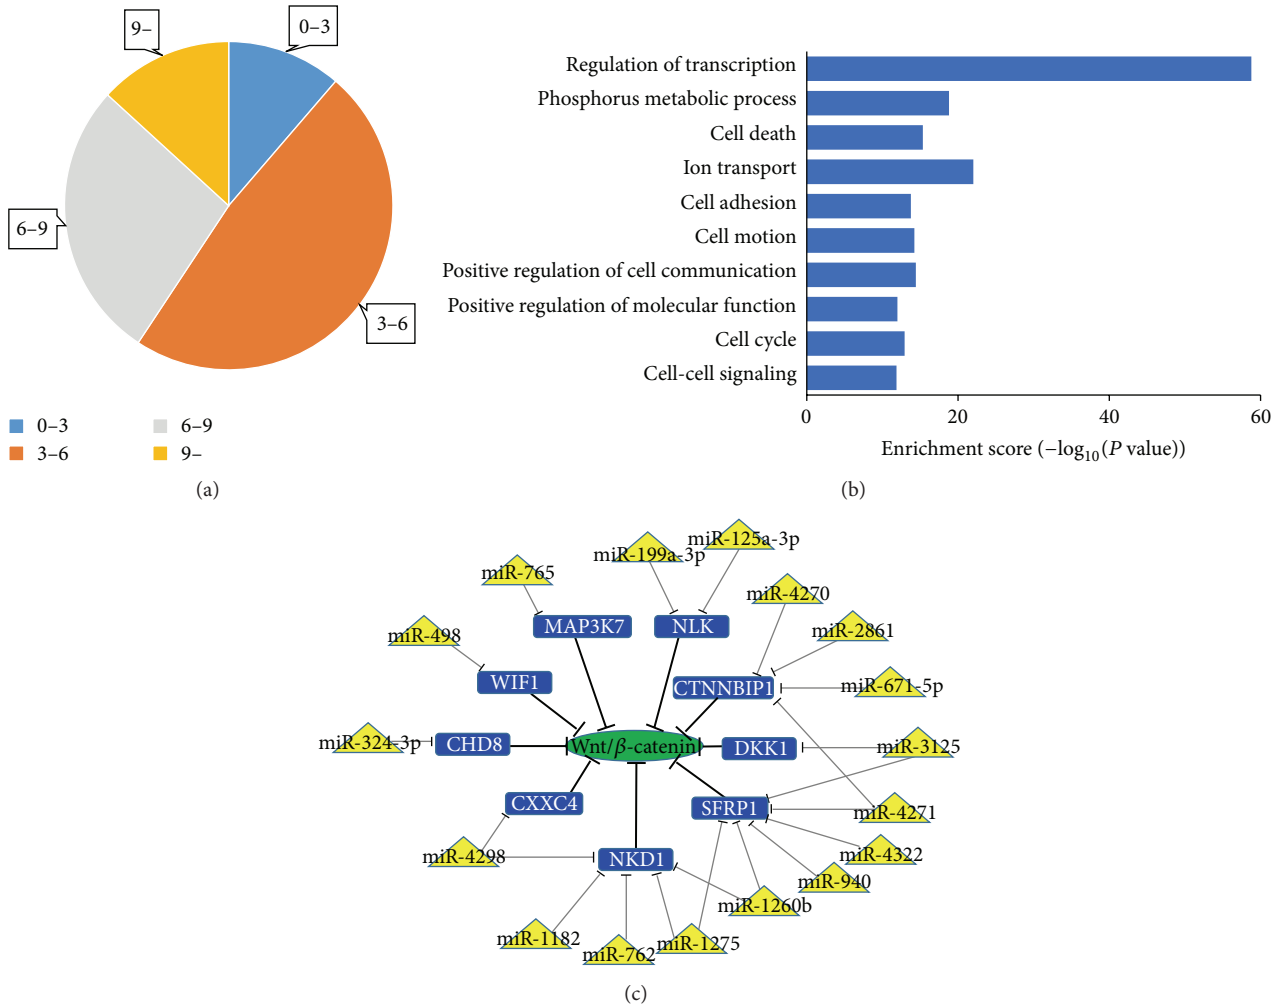 9–
0–3
6–9
3–6
0–3
6–9
3–6
9–
(a)
Regulation of transcription
Phosphorus metabolic process
Cell death
Ion transport
Cell adhesion
Cell motion
Positive regulation of cell communication
Positive regulation of molecular function
Cell cycle
Cell-cell signaling
0 20 40 60
Enrichment score (−log10(P value))
(b)
miR-125a-3p
miR-199a-3p
miR-765
miR-4270
MAP3K7
NLK
miR-2861
miR-498
WIF1
CTNNBIP1
miR-671-5p
miR-324-3p
CHD8
Wnt/β-catenin
DKK1
miR-3125
CXXC4
SFRP1
miR-4271
miR-4298
NKD1
miR-4322
miR-940
miR-1260b
miR-1182
miR-762
miR-1275
(c)